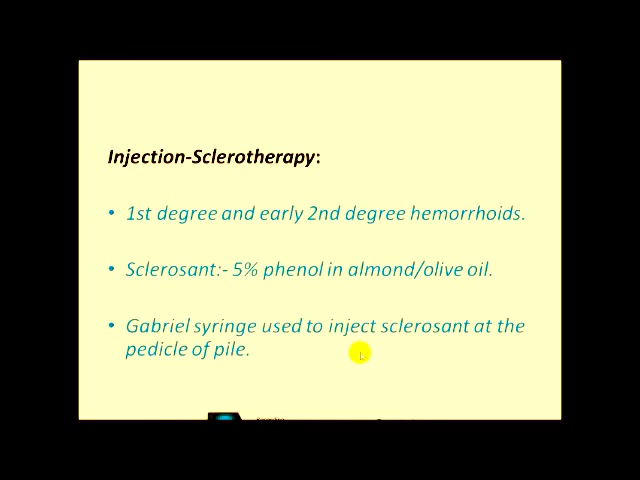 Injection-Sclerotherapy:
• 1st degree and early 2nd degree hemorrhoids.
• Sclerosant:- 5% phenol in almond/olive oil.
• Gabriel syringe used to inject sclerosant at the
pedicle of pile.